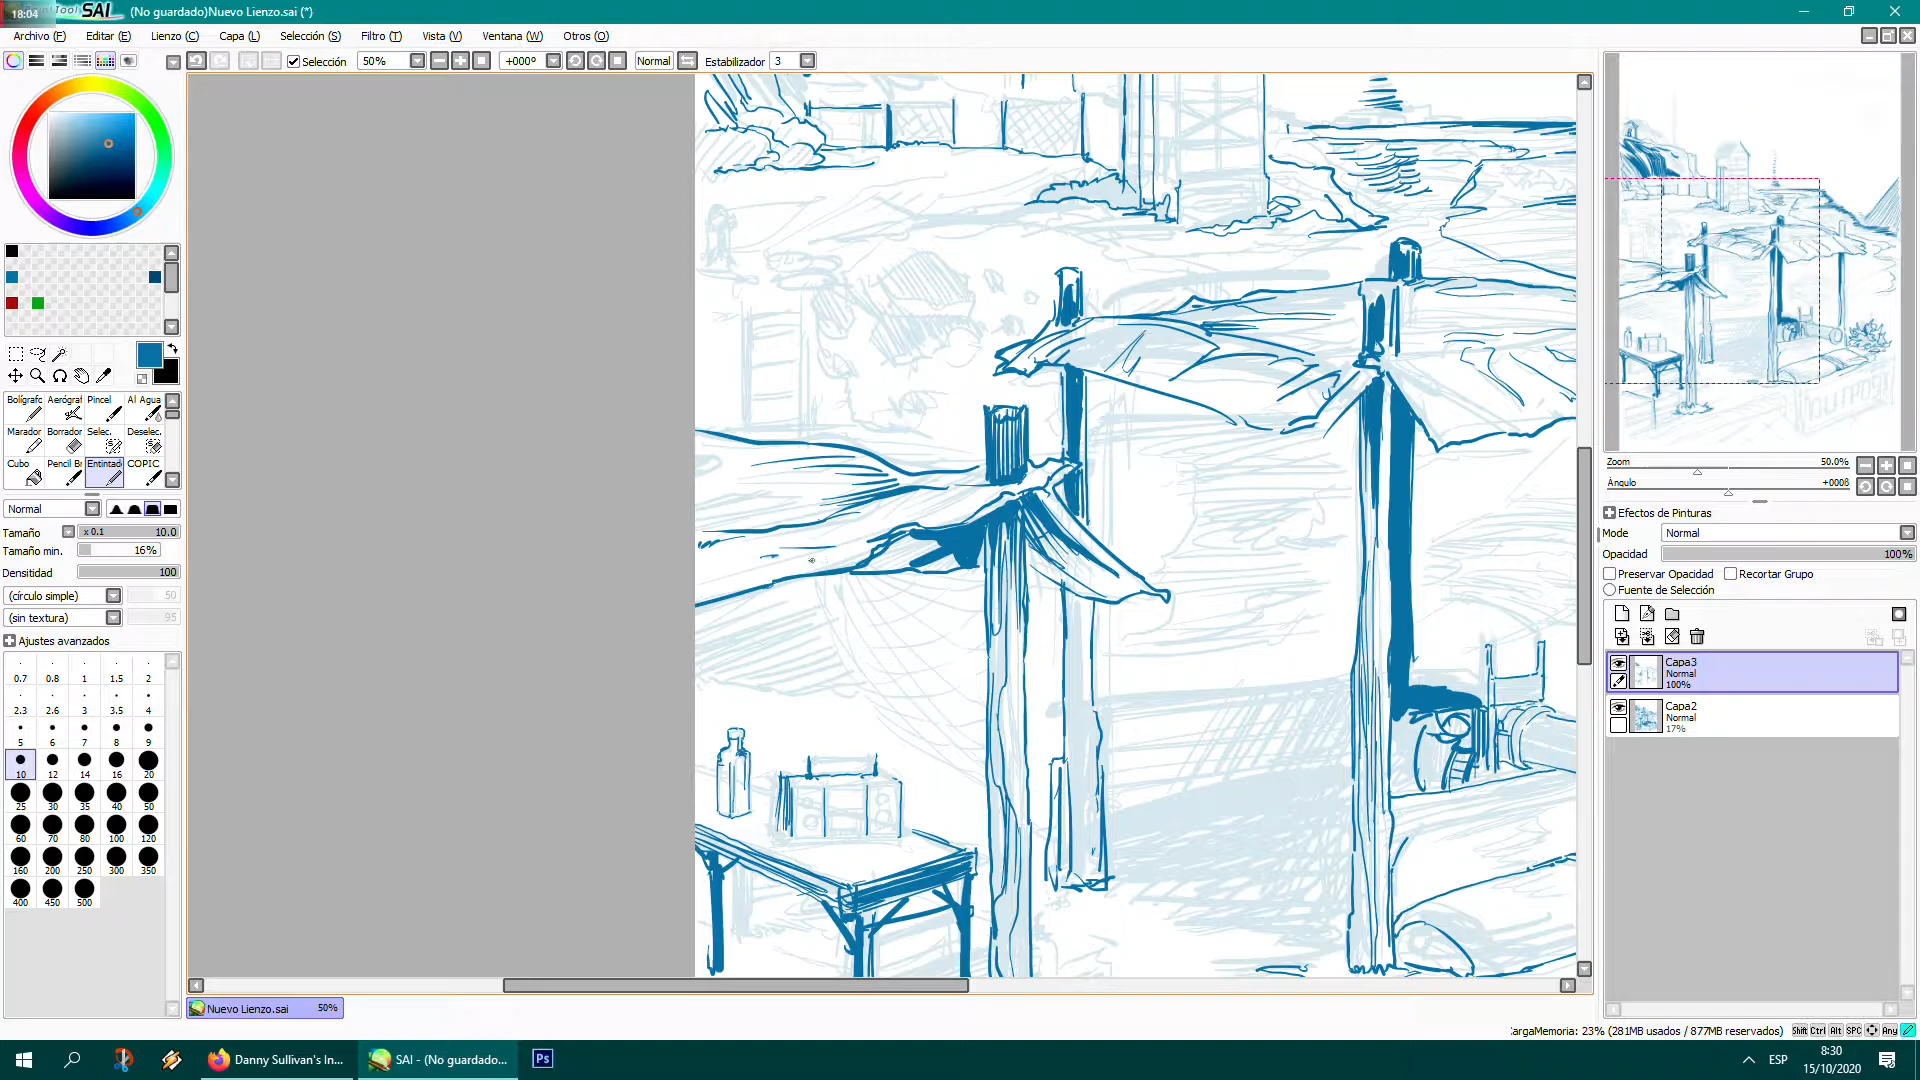 18:04
SAI
(No guardado)Nuevo Lienzo.sai (*)
Archivo (F)
Editar (E)
Lienzo (C)
Capa (L)
Selección (S)
Filtro (T)
Vista (V)
Ventana (W)
Otros (O)
Selección
50%
+000º
Normal
Estabilizador
3
Bolígrafc
Aerógraf
Pincel
Al Agua
Marador
Borrador
Selec.
Deselec.
Cubo
Pencil Br
Entintad
COPIC
Normal
Tamaño
x 0.1
10.0
Tamaño min.
16%
Densitidad
100
(círculo simple)
50
(sin textura)
95
Ajustes avanzados
0.7 0.8 1 1.5 2
2.3 2.6 3 3.5 4
5 6 7 8 9
10 12 14 16 20
25 30 35 40 50
60 70 80 100 120
160 200 250 300 350
400 450 500
Zoom
50.0%
Ángulo
Efectos de Pinturas
Mode
Normal
Opacidad
100%
Preservar Opacidad
Recortar Grupo
Fuente de Selección
Capa3
Normal
100%
Capa2
Normal
17%
Nuevo Lienzo.sai
50%
CargaMemoria: 23% (281MB usados / 877MB reservados)
Shift Ctrl Alt SPC
Any
Danny Sullivan's In...
SAI - (No guardado...
Ps
ESP
8:30
15/10/2020